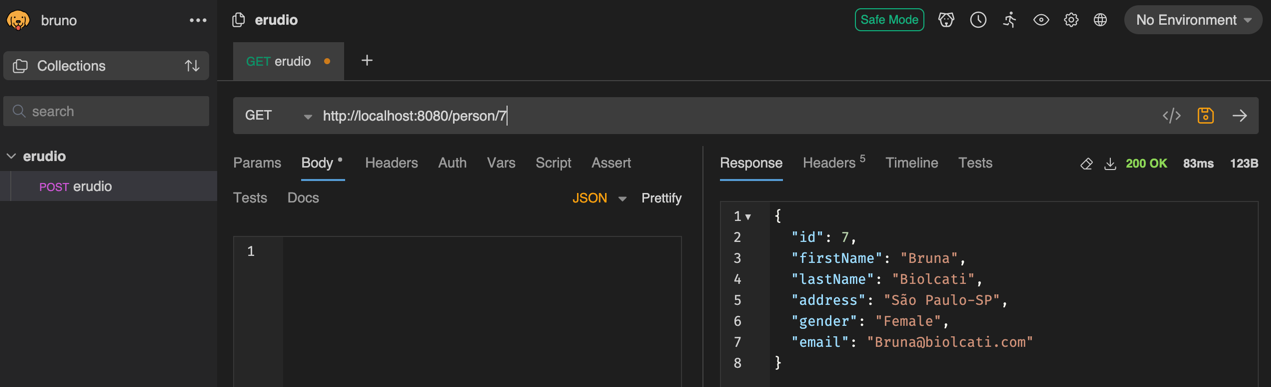 bruno
Collections
search
erudio
POST erudio
erudio
Safe Mode
No Environment
GET erudio
GET
http://localhost:8080/person/7
</>
Params Body Headers Auth Vars Script Assert
Tests Docs
JSON Prettify
1
Response Headers 5 Timeline Tests
200 OK 83ms 123B
1 {
2 "id": 7,
3 "firstName": "Bruna",
4 "lastName": "Biolcati",
5 "address": "São Paulo-SP",
6 "gender": "Female",
7 "email": "Bruna@biolcati.com"
8 }